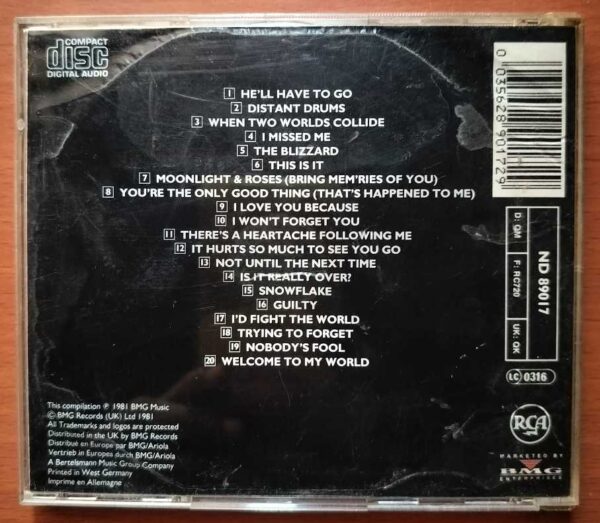 COMPACT
disc
DIGITAL AUDIO
1 HE'LL HAVE TO GO
2 DISTANT DRUMS
3 WHEN TWO WORLDS COLLIDE
4 I MISSED ME
5 THE BLIZZARD
6 THIS IS IT
7 MOONLIGHT & ROSES (BRING MEM'RIES OF YOU)
8 YOU'RE THE ONLY GOOD THING (THAT'S HAPPENED TO ME)
9 I LOVE YOU BECAUSE
10 I WON'T FORGET YOU
11 THERE'S A HEARTACHE FOLLOWING ME
12 IT HURTS SO MUCH TO SEE YOU GO
13 NOT UNTIL THE NEXT TIME
14 IS IT REALLY OVER?
15 SNOWFLAKE
16 GUILTY
17 I'D FIGHT THE WORLD
18 TRYING TO FORGET
19 NOBODY'S FOOL
20 WELCOME TO MY WORLD
This compilation ℗ 1981 BMG Music
© BMG Records (UK) Ltd 1981
All Trademarks and logos are protected
Distributed in the UK by BMG Records
Distribué en Europe par BMG/Ariola
Vertrieb in Europa durch BMG/Ariola
A Bertelsmann Music Group Company
Printed in West Germany
Imprime en Allemagne
0 035628 901729
ND 89017
D: QM
F: RC720
UK: QK
LC 0316
RCA
MARKETED BY
BMG
ENTERPRISES